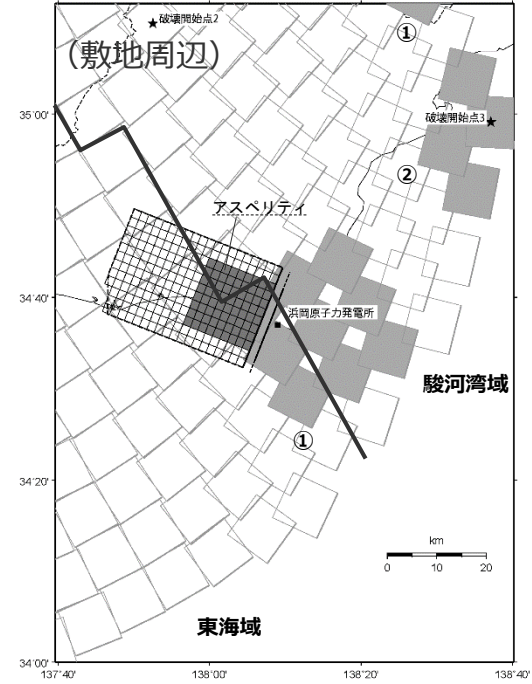 ★破壊開始点2
（敷地周辺）
①
35°00'
破壊開始点3★
②
アスペリティ
34°40'
浜岡原子力発電所
駿河湾域
①
34°20'
km
0 10 20
東海域
34°00'
137°40' 138°00' 138°20' 138°40'